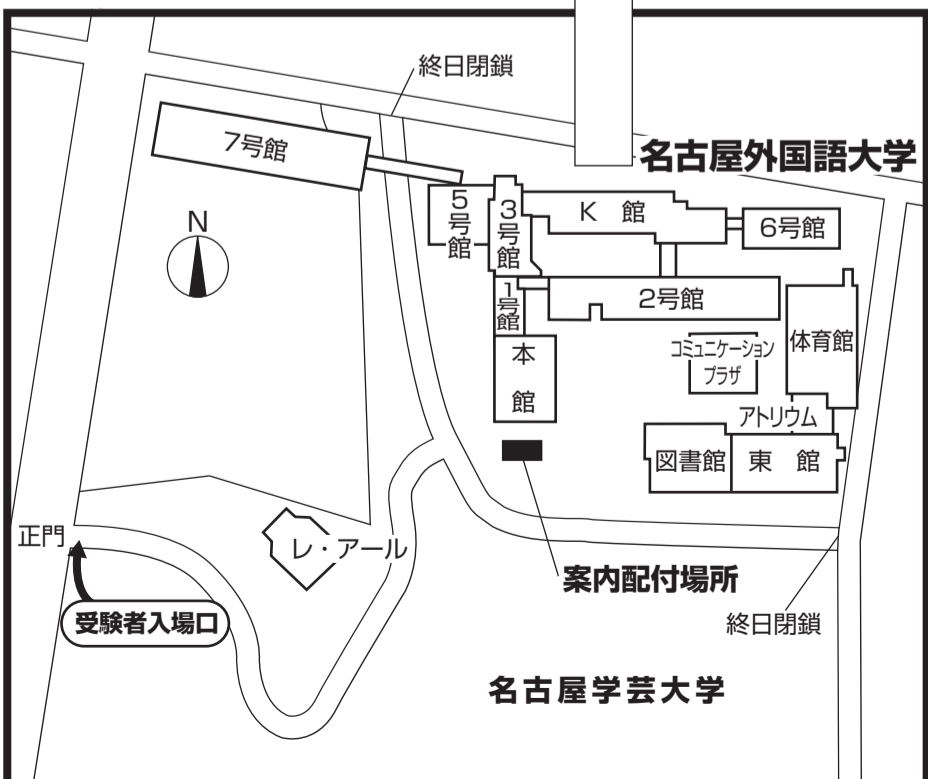 終日閉鎖
7号館
名古屋外国語大学
N
5号館
3号館
K 館
6号館
1号館
2号館
本館
コミュニケーション
プラザ
体育館
アトリウム
図書館
東 館
正門
レ・アール
受験者入場口
案内配付場所
終日閉鎖
名古屋学芸大学